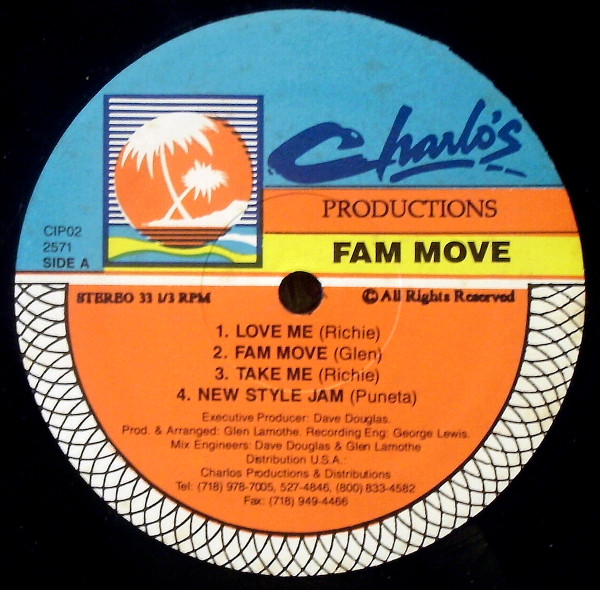 Charlo's
PRODUCTIONS
FAM MOVE
CIP02
2571
SIDE A
STEREO 33 1/3 RPM
© All Rights Reserved
1. LOVE ME (Richie)
2. FAM MOVE (Glen)
3. TAKE ME (Richie)
4. NEW STYLE JAM (Puneta)
Executive Producer: Dave Douglas.
Prod. & Arranged: Glen Lamothe. Recording Eng: George Lewis.
Mix Engineers: Dave Douglas & Glen Lamothe
Distribution U.S.A.:
Charlos Productions & Distributions
Tel: (718) 978-7005, 527-4846, (800) 833-4582
Fax: (718) 949-4466